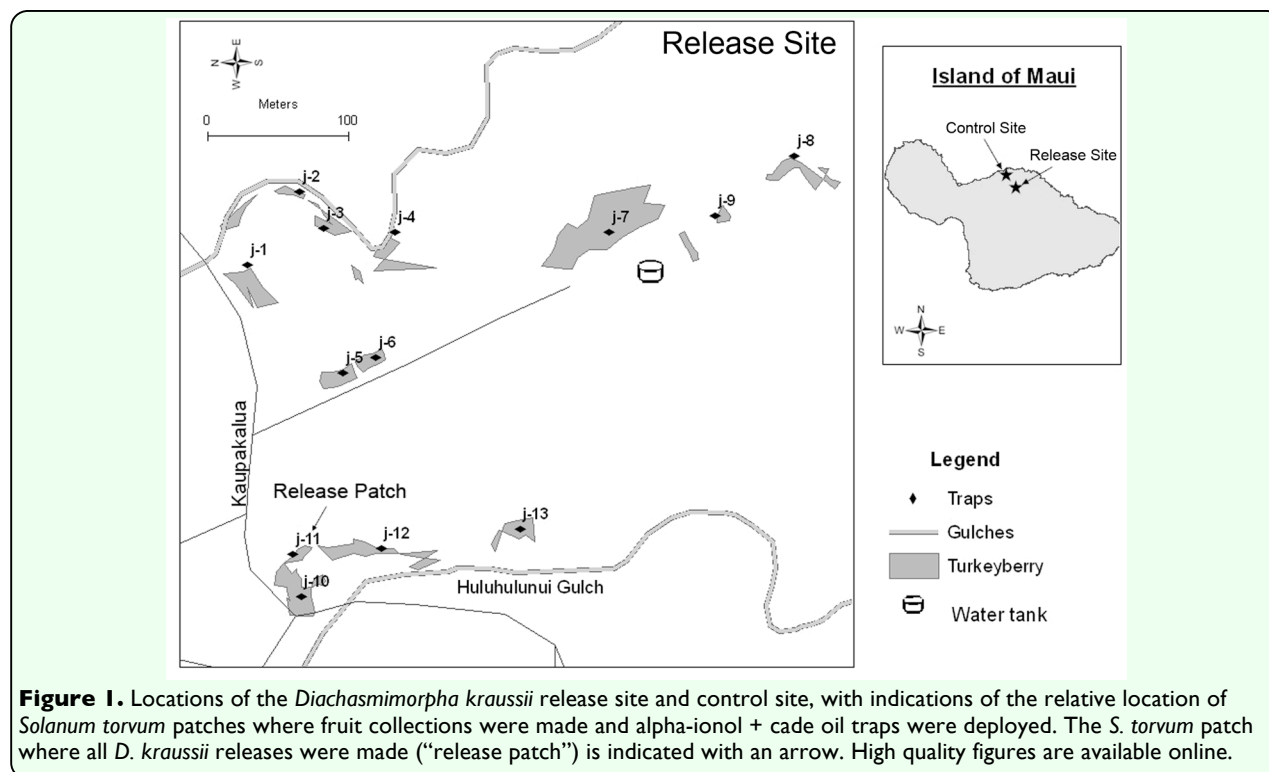 Release Site
E
N
S
W
Meters
0
100
j-8
j-2
j-3
j-4
j-7
j-9
j-1
j-5
j-6
Kaupakalua
Release Patch
j-11
j-12
j-13
j-10
Huluhulunui Gulch
Island of Maui
Control Site
Release Site
N
W
E
S
Legend
Traps
Gulches
Turkeyberry
Water tank
Figure 1. Locations of the Diachasmimorpha kraussii release site and control site, with indications of the relative location of
Solanum torvum patches where fruit collections were made and alpha-ionol + cade oil traps were deployed. The S. torvum patch
where all D. kraussii releases were made (“release patch”) is indicated with an arrow. High quality figures are available online.